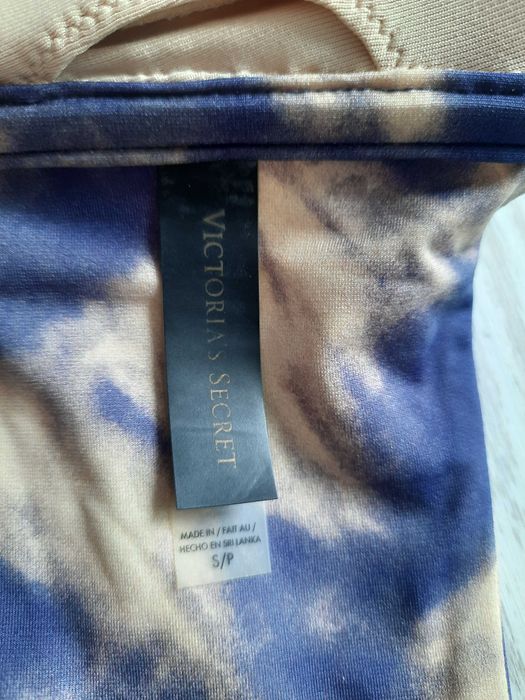 VICTORIA'S SECRET
MADE IN / FAIT AU /
HECHO EN SRI LANKA
S/P